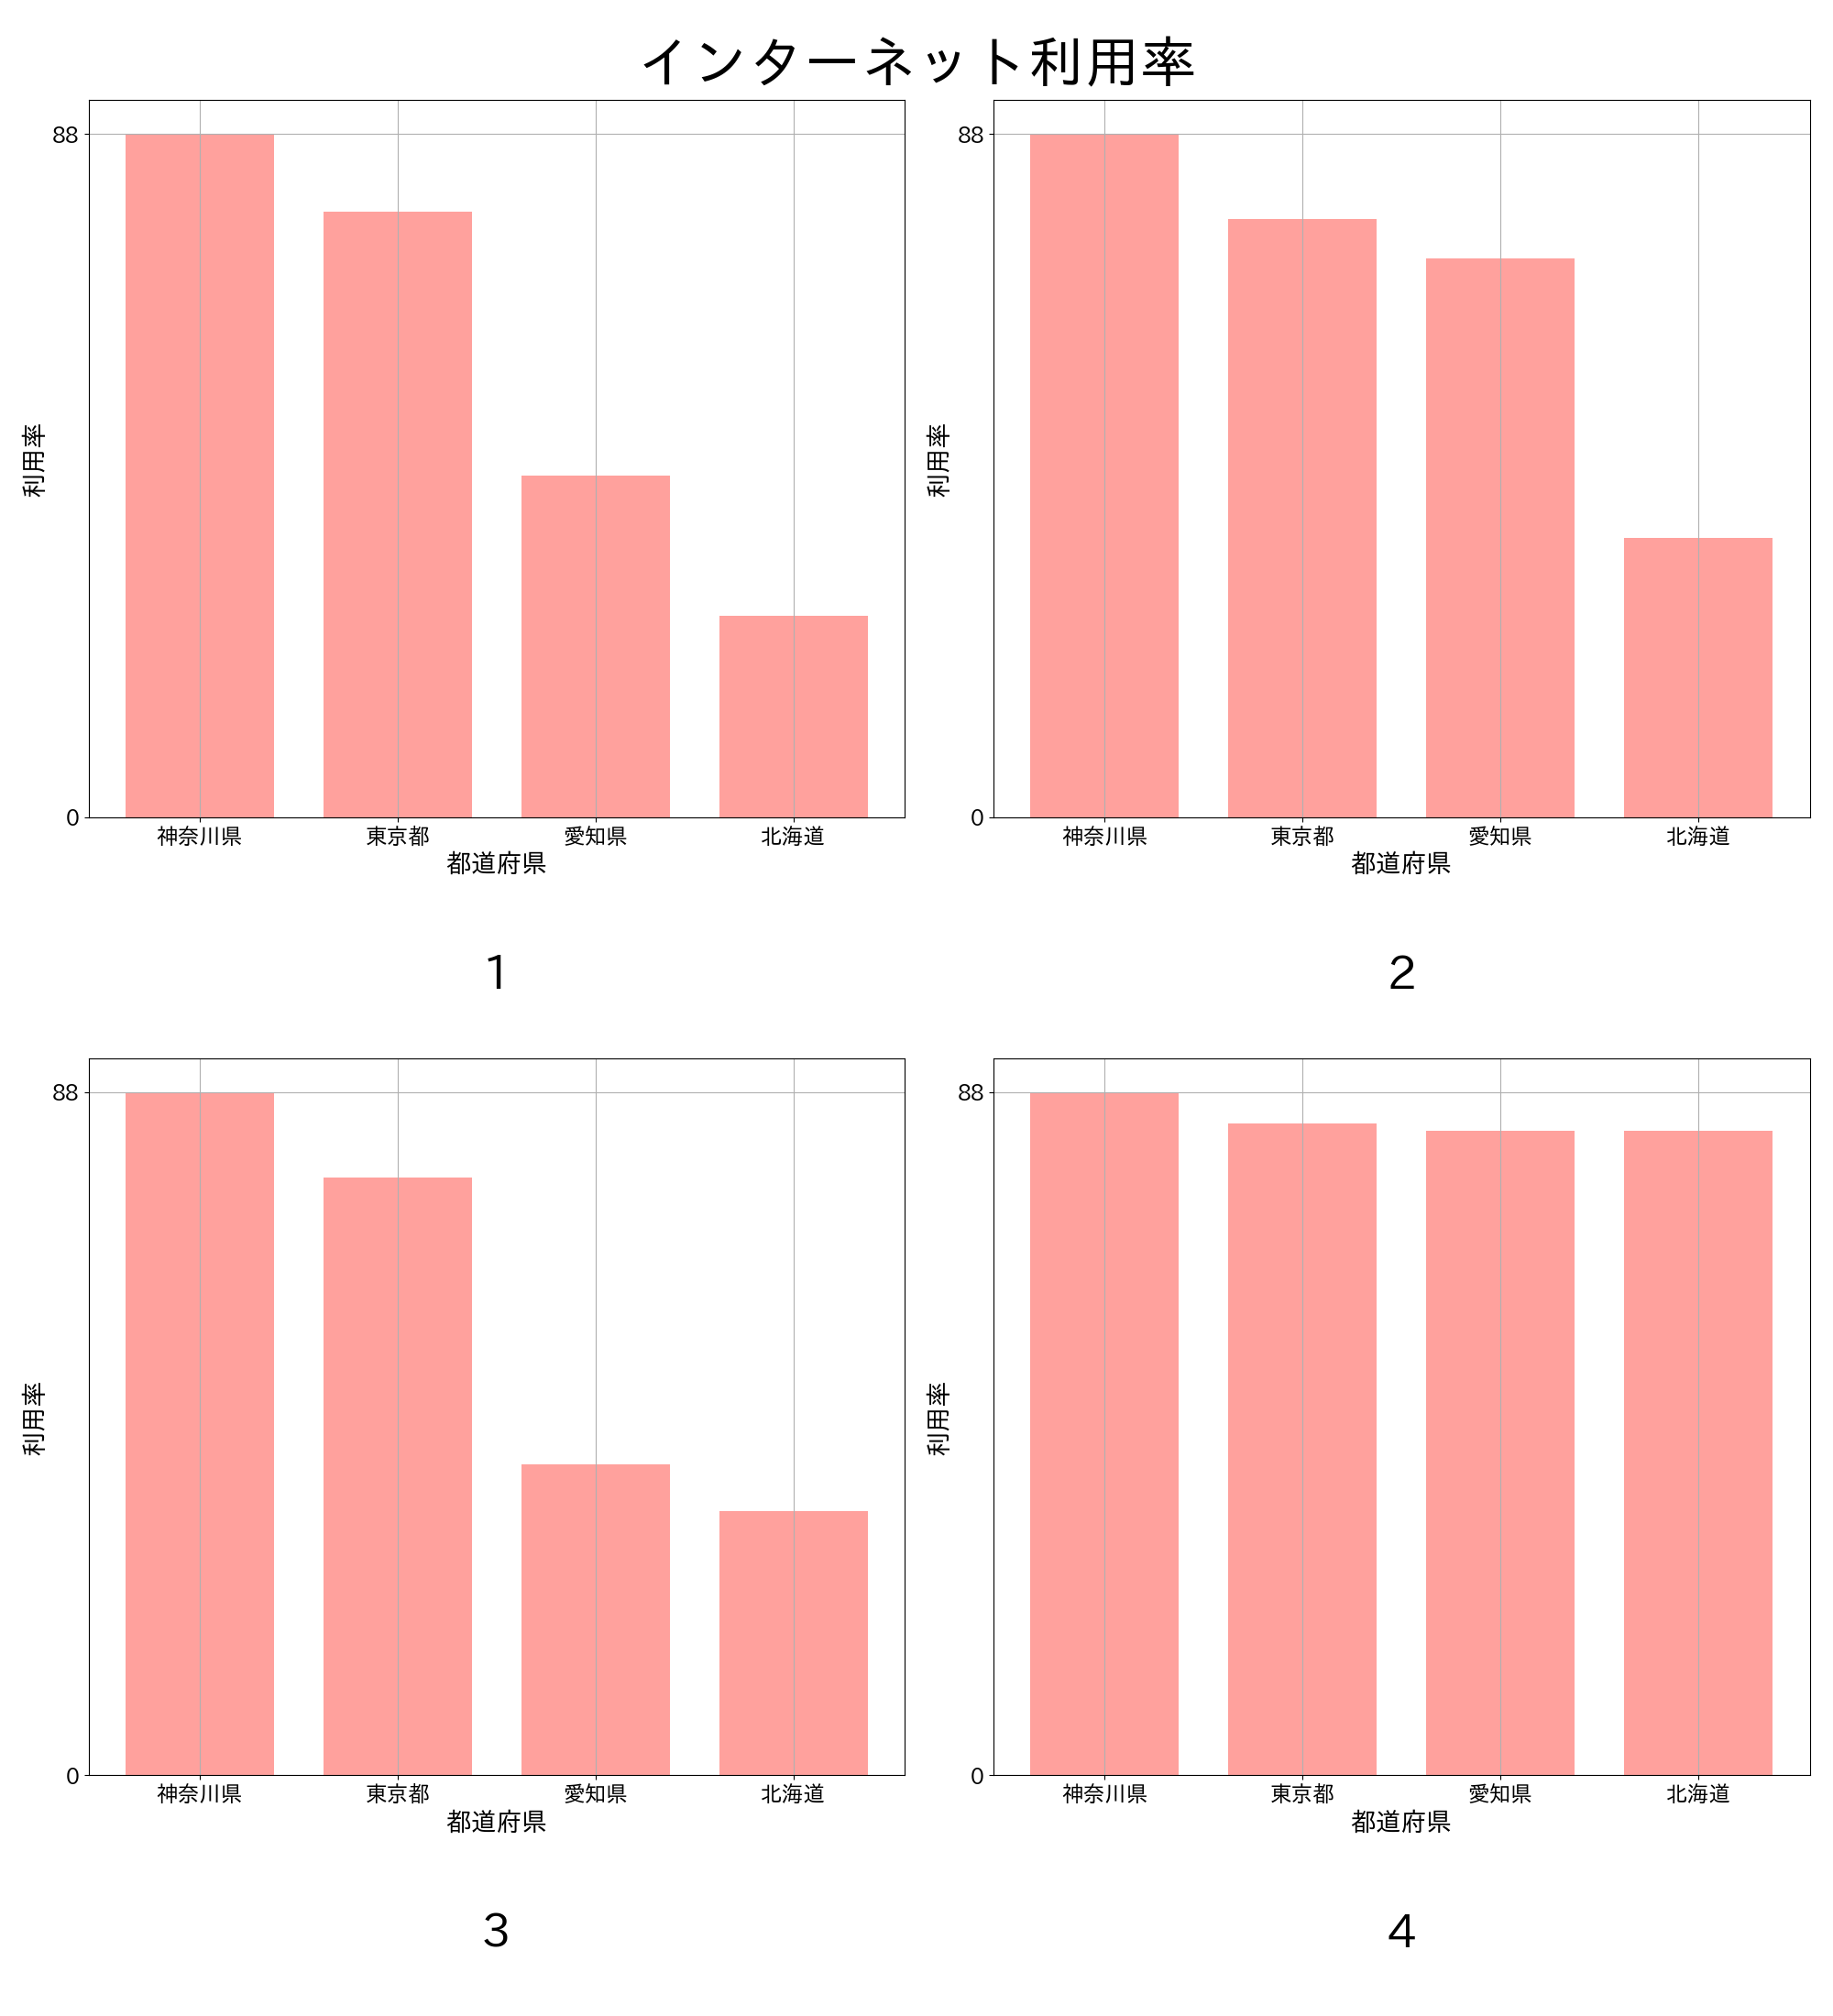 インターネット利用率
88
0
利用率
神奈川県 東京都 愛知県 北海道
都道府県
1
88
0
利用率
神奈川県 東京都 愛知県 北海道
都道府県
2
88
0
利用率
神奈川県 東京都 愛知県 北海道
都道府県
3
88
0
利用率
神奈川県 東京都 愛知県 北海道
都道府県
4